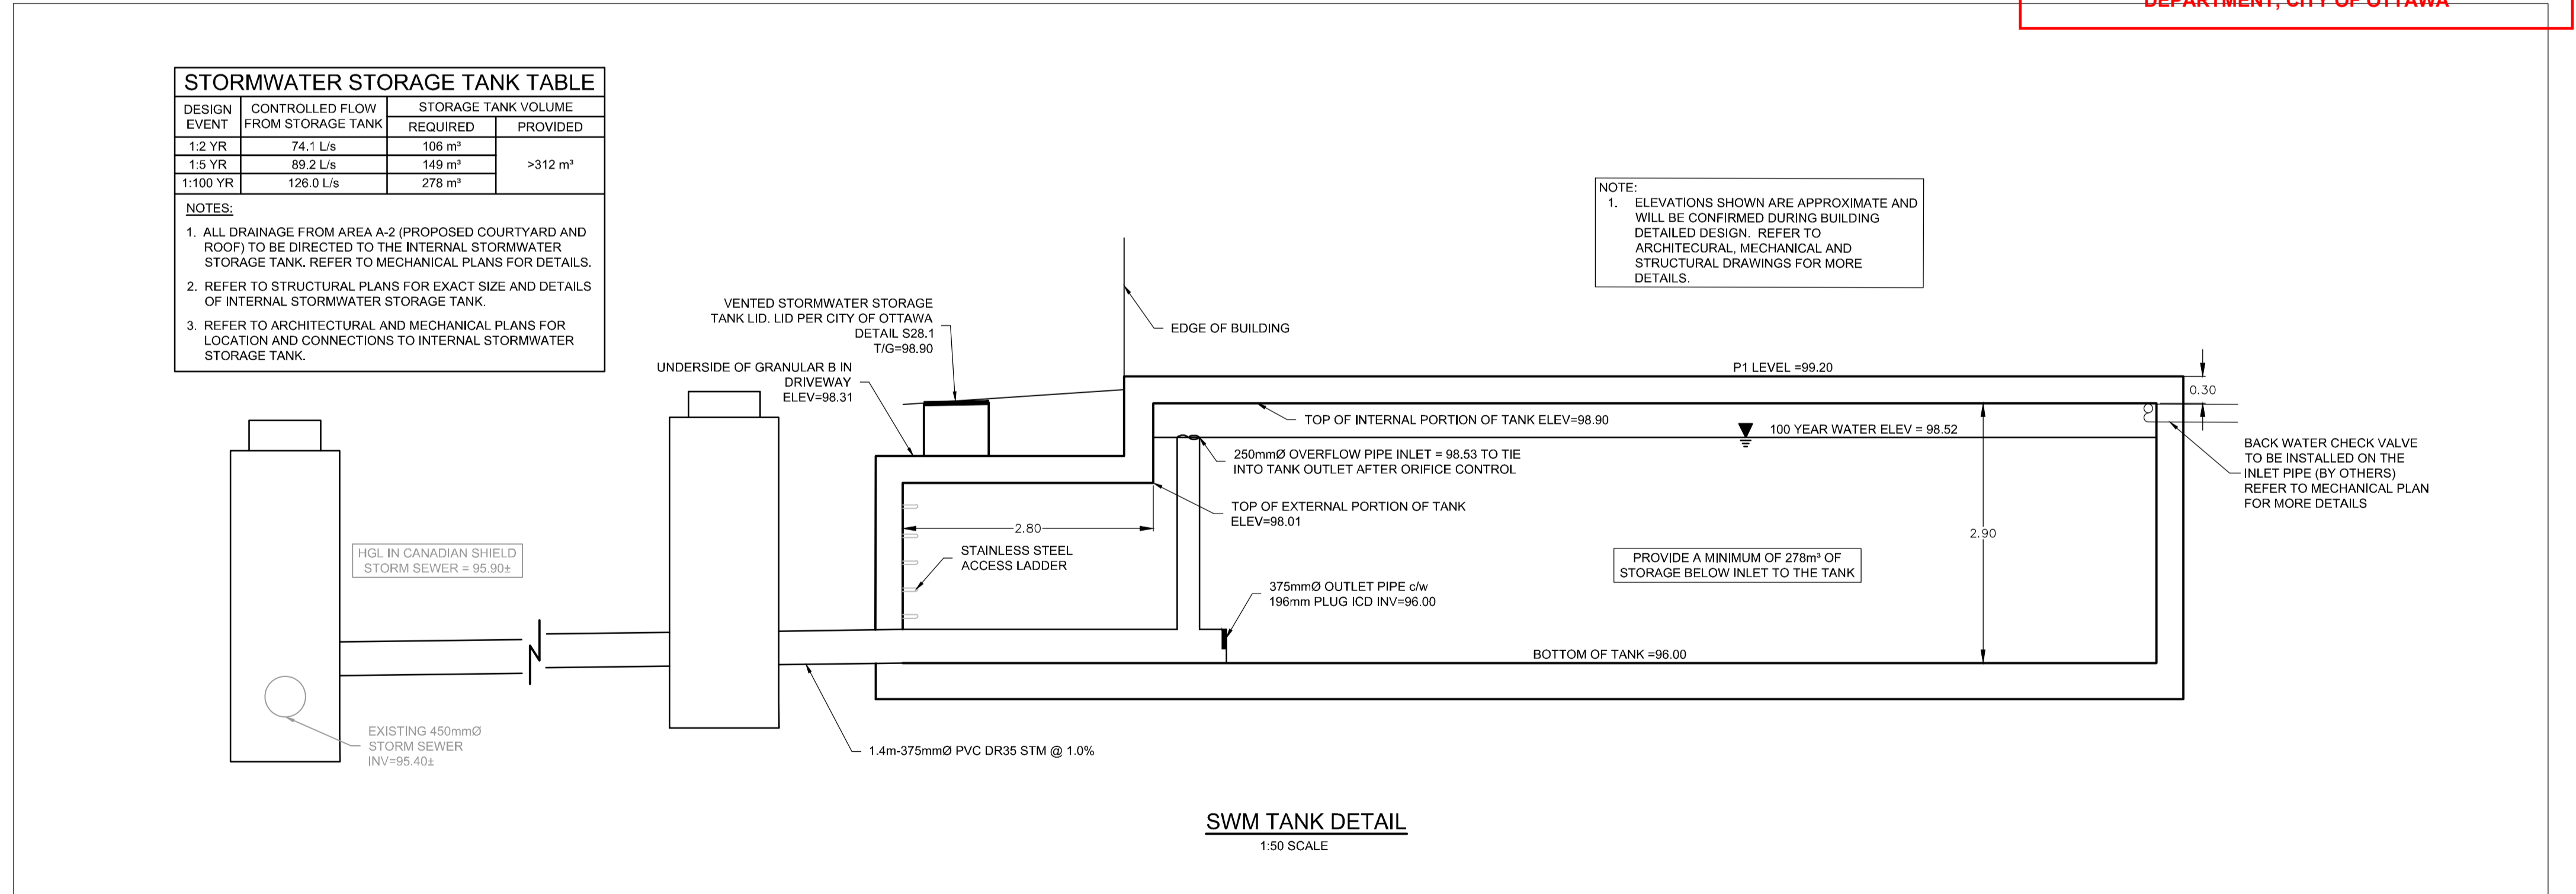 DEPARTMENT, CITY OF OTTAWA
STORMWATER STORAGE TANK TABLE
DESIGN EVENT
CONTROLLED FLOW FROM STORAGE TANK
STORAGE TANK VOLUME
REQUIRED
PROVIDED
1:2 YR 74.1 L/s 106 m³
1:5 YR 89.2 L/s 149 m³ >312 m³
1:100 YR 126.0 L/s 278 m³
NOTES:
1. ALL DRAINAGE FROM AREA A-2 (PROPOSED COURTYARD AND
ROOF) TO BE DIRECTED TO THE INTERNAL STORMWATER
STORAGE TANK. REFER TO MECHANICAL PLANS FOR DETAILS.
2. REFER TO STRUCTURAL PLANS FOR EXACT SIZE AND DETAILS
OF INTERNAL STORMWATER STORAGE TANK.
3. REFER TO ARCHITECTURAL AND MECHANICAL PLANS FOR
LOCATION AND CONNECTIONS TO INTERNAL STORMWATER
STORAGE TANK.
NOTE:
1. ELEVATIONS SHOWN ARE APPROXIMATE AND
WILL BE CONFIRMED DURING BUILDING
DETAILED DESIGN. REFER TO
ARCHITECURAL, MECHANICAL AND
STRUCTURAL DRAWINGS FOR MORE
DETAILS.
VENTED STORMWATER STORAGE
TANK LID. LID PER CITY OF OTTAWA
DETAIL S28.1
T/G=98.90
EDGE OF BUILDING
UNDERSIDE OF GRANULAR B IN
DRIVEWAY
ELEV=98.31
P1 LEVEL =99.20
0.30
TOP OF INTERNAL PORTION OF TANK ELEV=98.90
100 YEAR WATER ELEV = 98.52
250mmØ OVERFLOW PIPE INLET = 98.53 TO TIE
INTO TANK OUTLET AFTER ORIFICE CONTROL
BACK WATER CHECK VALVE
TO BE INSTALLED ON THE
INLET PIPE (BY OTHERS)
REFER TO MECHANICAL PLAN
FOR MORE DETAILS
TOP OF EXTERNAL PORTION OF TANK
ELEV=98.01
2.80
2.90
HGL IN CANADIAN SHIELD
STORM SEWER = 95.90±
STAINLESS STEEL
ACCESS LADDER
PROVIDE A MINIMUM OF 278m³ OF
STORAGE BELOW INLET TO THE TANK
375mmØ OUTLET PIPE c/w
196mm PLUG ICD INV=96.00
BOTTOM OF TANK =96.00
N
EXISTING 450mmØ
STORM SEWER
INV=95.40±
1.4m-375mmØ PVC DR35 STM @ 1.0%
SWM TANK DETAIL
1:50 SCALE